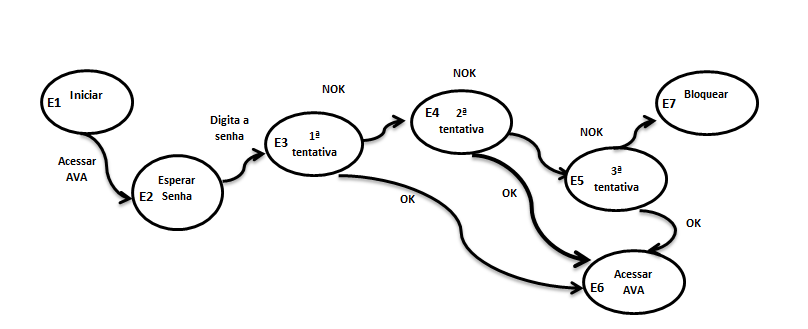 E1 Iniciar
Acessar
AVA
E2
Esperar
Senha
Digita a
senha
E3
1ª
tentativa
NOK
E4
2ª
tentativa
NOK
NOK
E5
3ª
tentativa
E7
Bloquear
OK
OK
OK
E6
Acessar
AVA